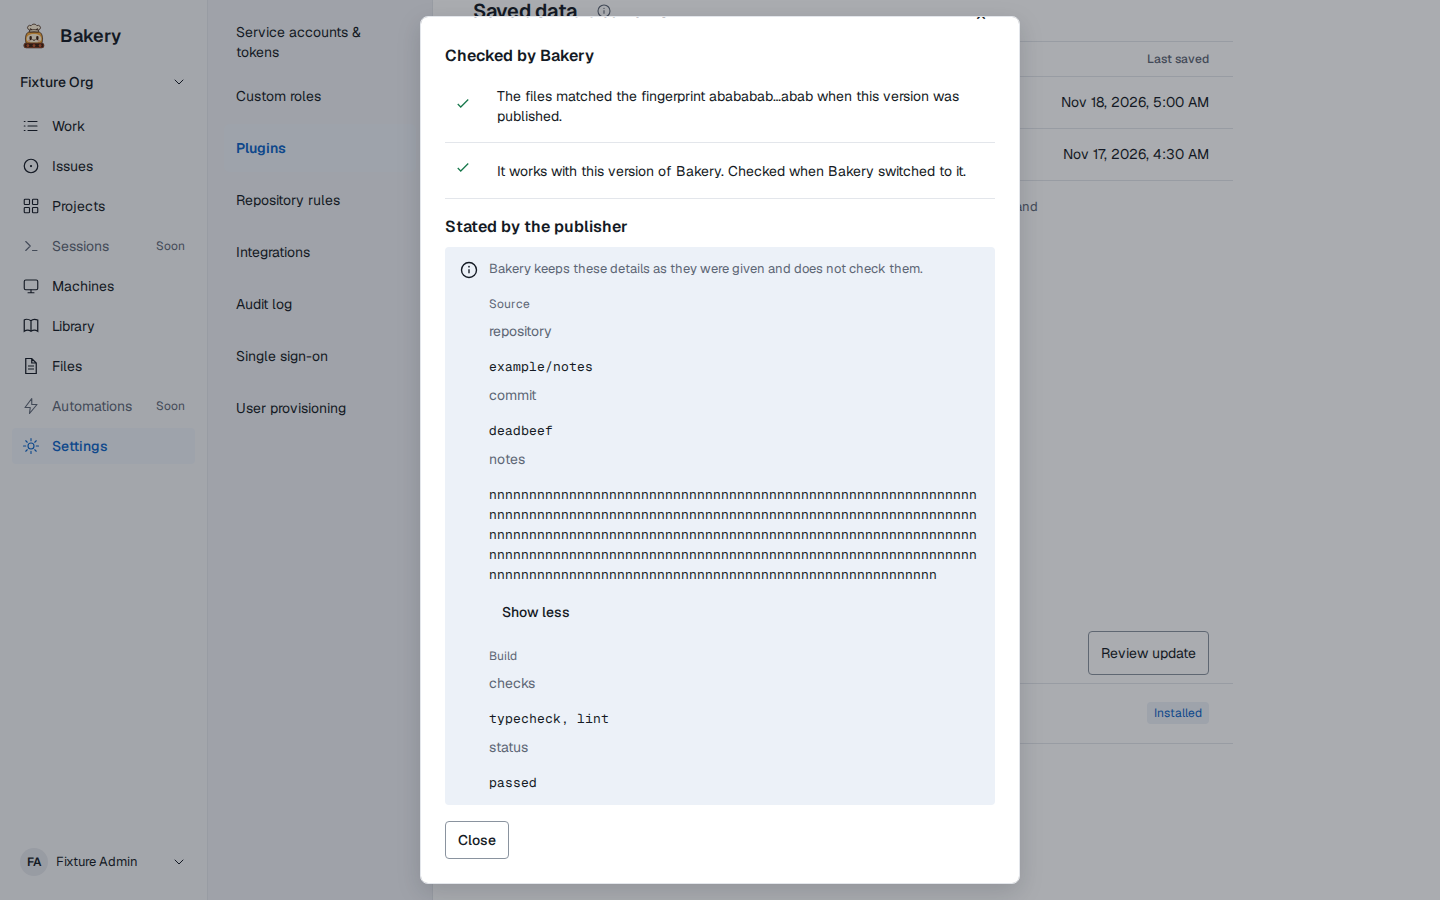 Bakery
Fixture Org
Work
Issues
Projects
Sessions Soon
Machines
Library
Files
Automations Soon
Settings
FA Fixture Admin
Service accounts &
tokens
Custom roles
Plugins
Repository rules
Integrations
Audit log
Single sign-on
User provisioning
Saved data
Last saved
Nov 18, 2026, 5:00 AM
Nov 17, 2026, 4:30 AM
Review update
Installed
Checked by Bakery
The files matched the fingerprint abababab...abab when this version was
published.
It works with this version of Bakery. Checked when Bakery switched to it.
Stated by the publisher
Bakery keeps these details as they were given and does not check them.
Source
repository
example/notes
commit
deadbeef
notes
nnnnnnnnnnnnnnnnnnnnnnnnnnnnnnnnnnnnnnnnnnnnnnnnnnnnnnnnnnnnn
nnnnnnnnnnnnnnnnnnnnnnnnnnnnnnnnnnnnnnnnnnnnnnnnnnnnnnnnnnnnn
nnnnnnnnnnnnnnnnnnnnnnnnnnnnnnnnnnnnnnnnnnnnnnnnnnnnnnnnnnnnn
nnnnnnnnnnnnnnnnnnnnnnnnnnnnnnnnnnnnnnnnnnnnnnnnnnnnnnnnnnnnn
nnnnnnnnnnnnnnnnnnnnnnnnnnnnnnnnnnnnnnnnnnnnnnnnnnnnnnnn
Show less
Build
checks
typecheck, lint
status
passed
Close